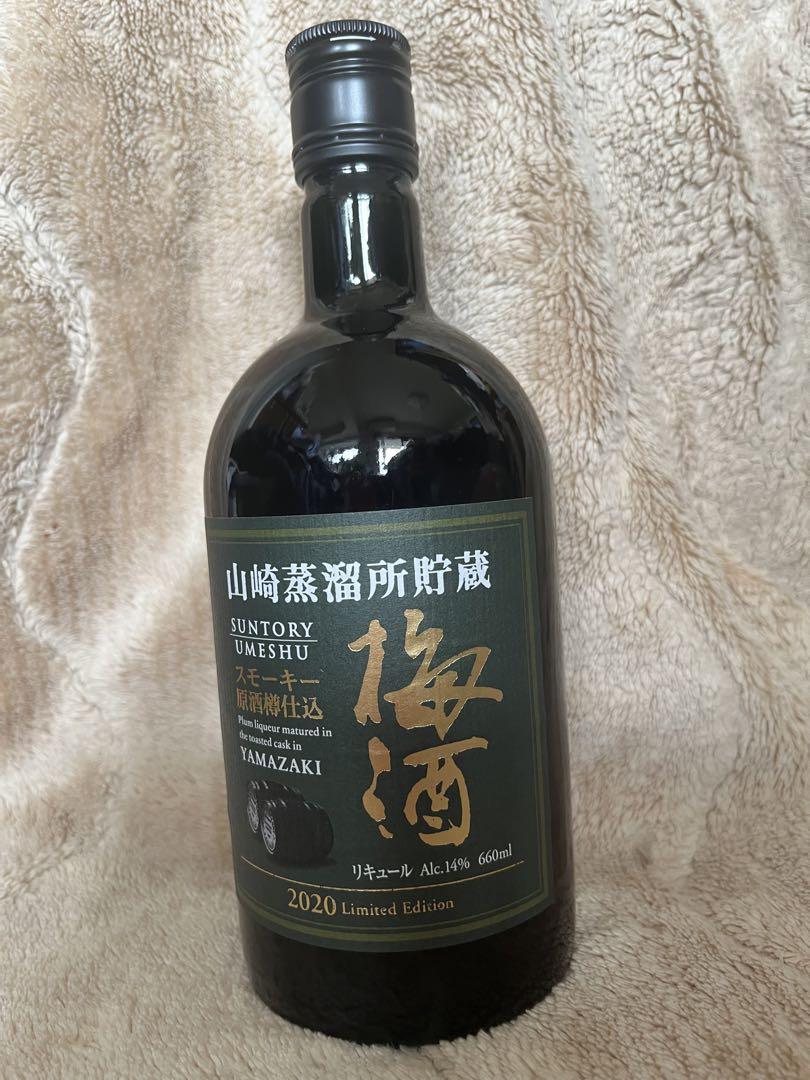 山崎蒸溜所貯蔵
SUNTORY
UMESHU
スモーキー
原酒樽仕込
Plum liqueur matured in
the toasted cask in
YAMAZAKI
梅酒
リキュール Alc.14% 660ml
2020 Limited Edition